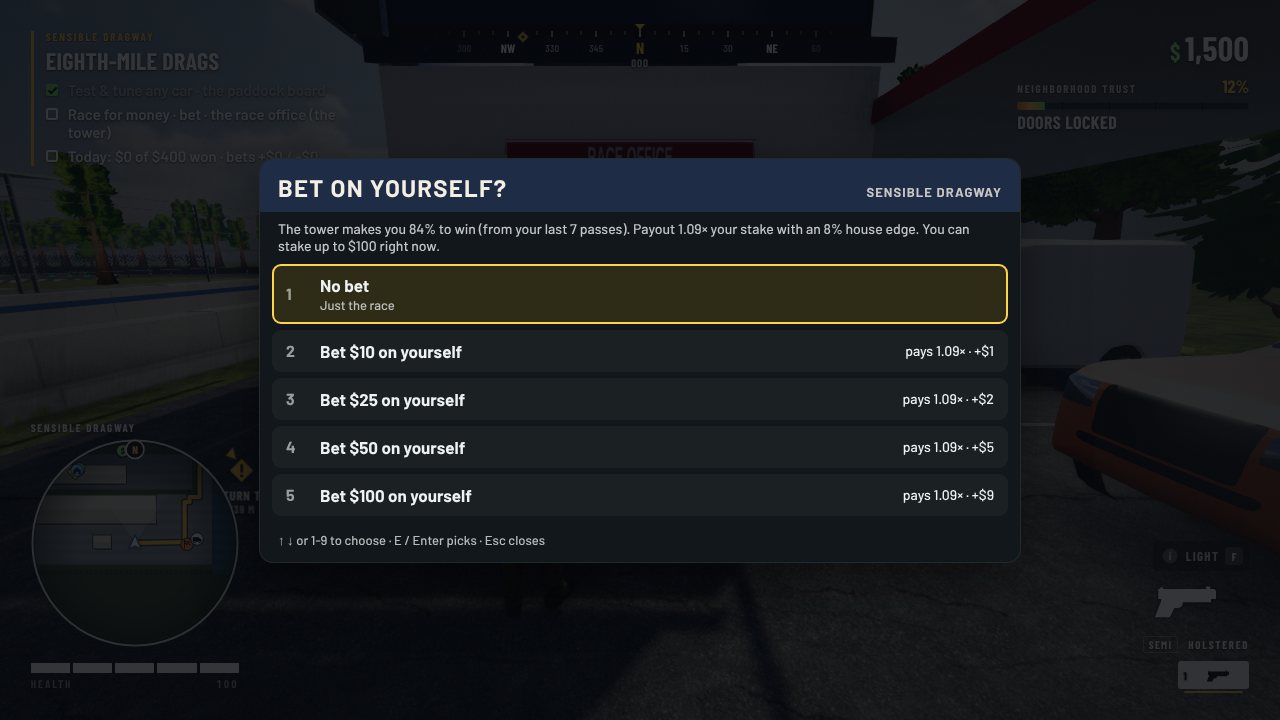 SENSIBLE DRAGWAY
EIGHTH-MILE DRAGS
Test & tune any car · the paddock board
Race for money · bet · the race office (the
tower)
Today: $0 of $400 won · bets +$0 / -$0
300 NW 330 345 N 15 30 NE 60
000
$1,500
NEIGHBORHOOD TRUST 12%
DOORS LOCKED
RACE OFFICE
BET ON YOURSELF?
SENSIBLE DRAGWAY
The tower makes you 84% to win (from your last 7 passes). Payout 1.09× your stake with an 8% house edge. You can
stake up to $100 right now.
1 No bet
Just the race
2 Bet $10 on yourself pays 1.09× · +$1
3 Bet $25 on yourself pays 1.09× · +$2
4 Bet $50 on yourself pays 1.09× · +$5
5 Bet $100 on yourself pays 1.09× · +$9
↑ ↓ or 1-9 to choose · E / Enter picks · Esc closes
SENSIBLE DRAGWAY
N
TURN T
HEALTH 100
LIGHT F
SEMI HOLSTERED
1